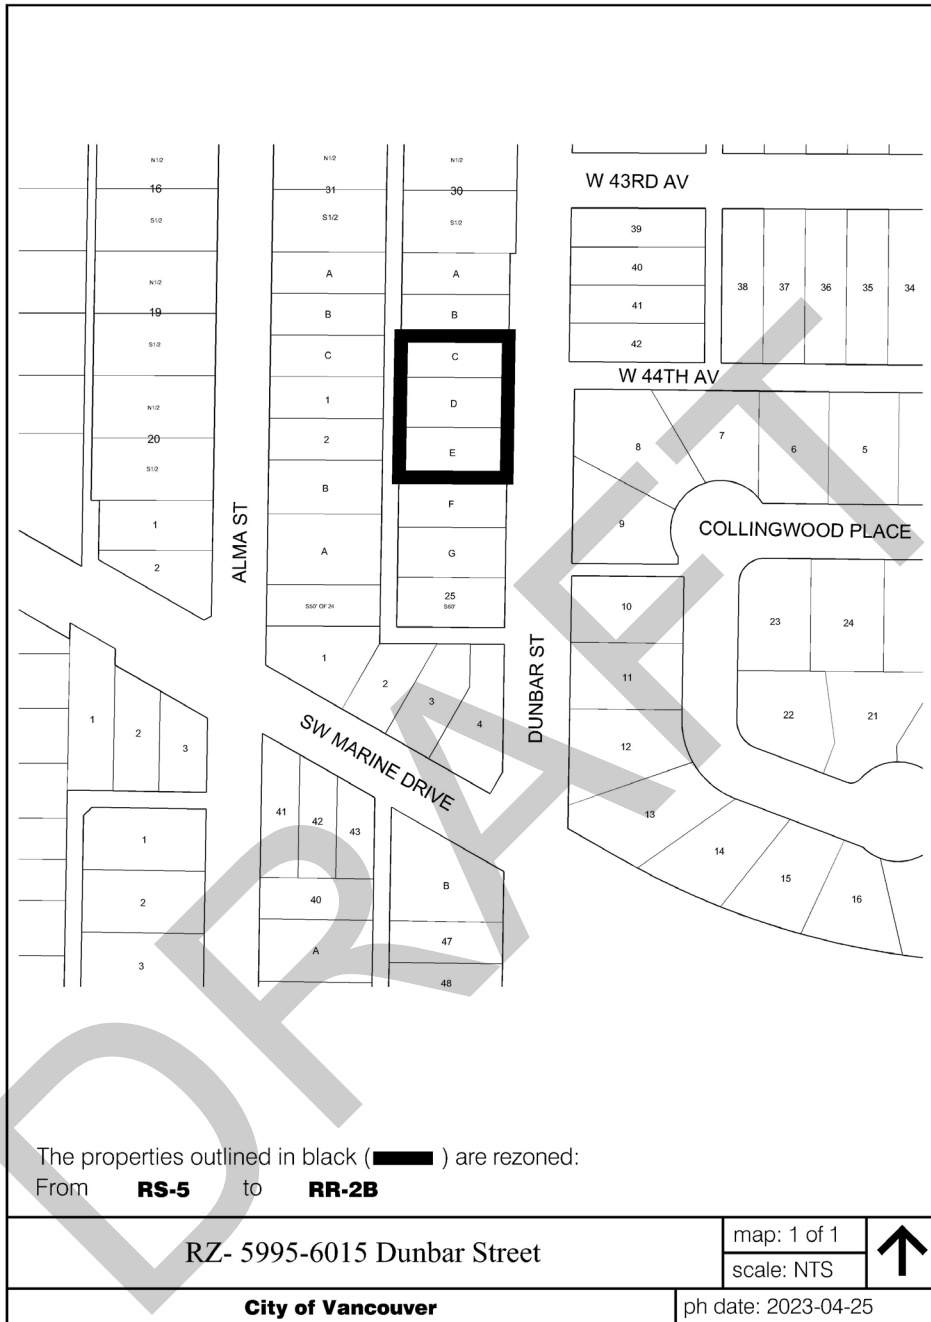 N1/2
N1/2
N1/2
16
31
30
S1/2
S1/2
S1/2
W 43RD AV
39
40
41
42
38
37
36
35
34
A
A
N1/2
19
B
B
S1/2
C
C
W 44TH AV
1
D
N1/2
20
2
E
S1/2
8
7
6
5
B
F
1
9
COLLINGWOOD PLACE
ALMA ST
A
G
2
25
S60'
S50' OF 24
10
23
24
1
DUNBAR ST
11
2
3
4
22
21
1
2
3
SW MARINE DRIVE
12
13
41
42
43
1
14
15
16
B
40
2
47
A
3
48
DRAFT
The properties outlined in black ( ) are rezoned:
From RS-5 to RR-2B
RZ- 5995-6015 Dunbar Street
map: 1 of 1
scale: NTS
City of Vancouver
ph date: 2023-04-25